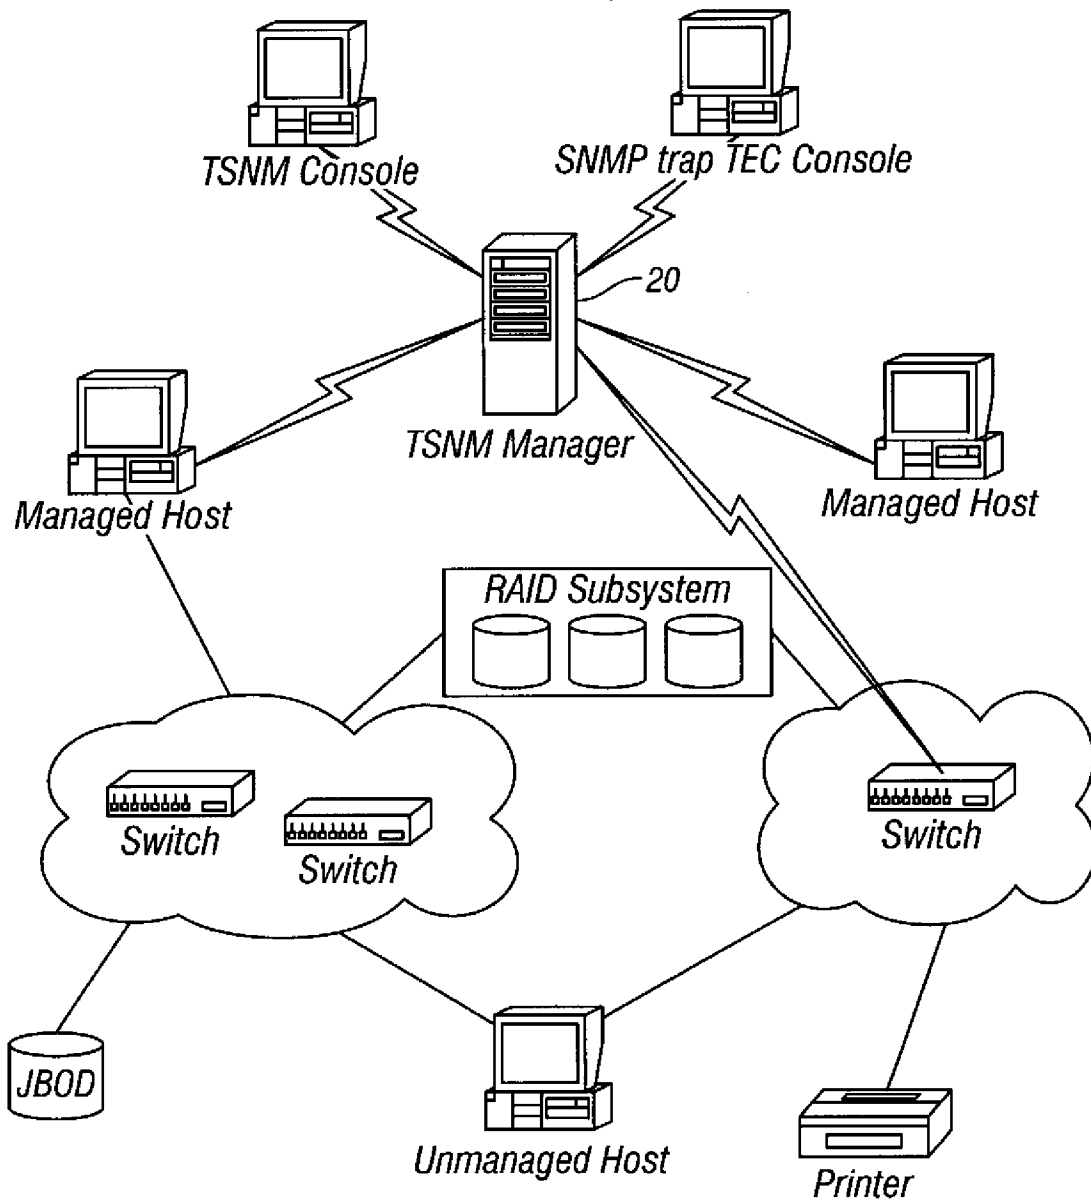 TSNM Console
SNMP trap TEC Console
20
TSNM Manager
Managed Host
Managed Host
RAID Subsystem
Switch
Switch
Switch
JBOD
Unmanaged Host
Printer